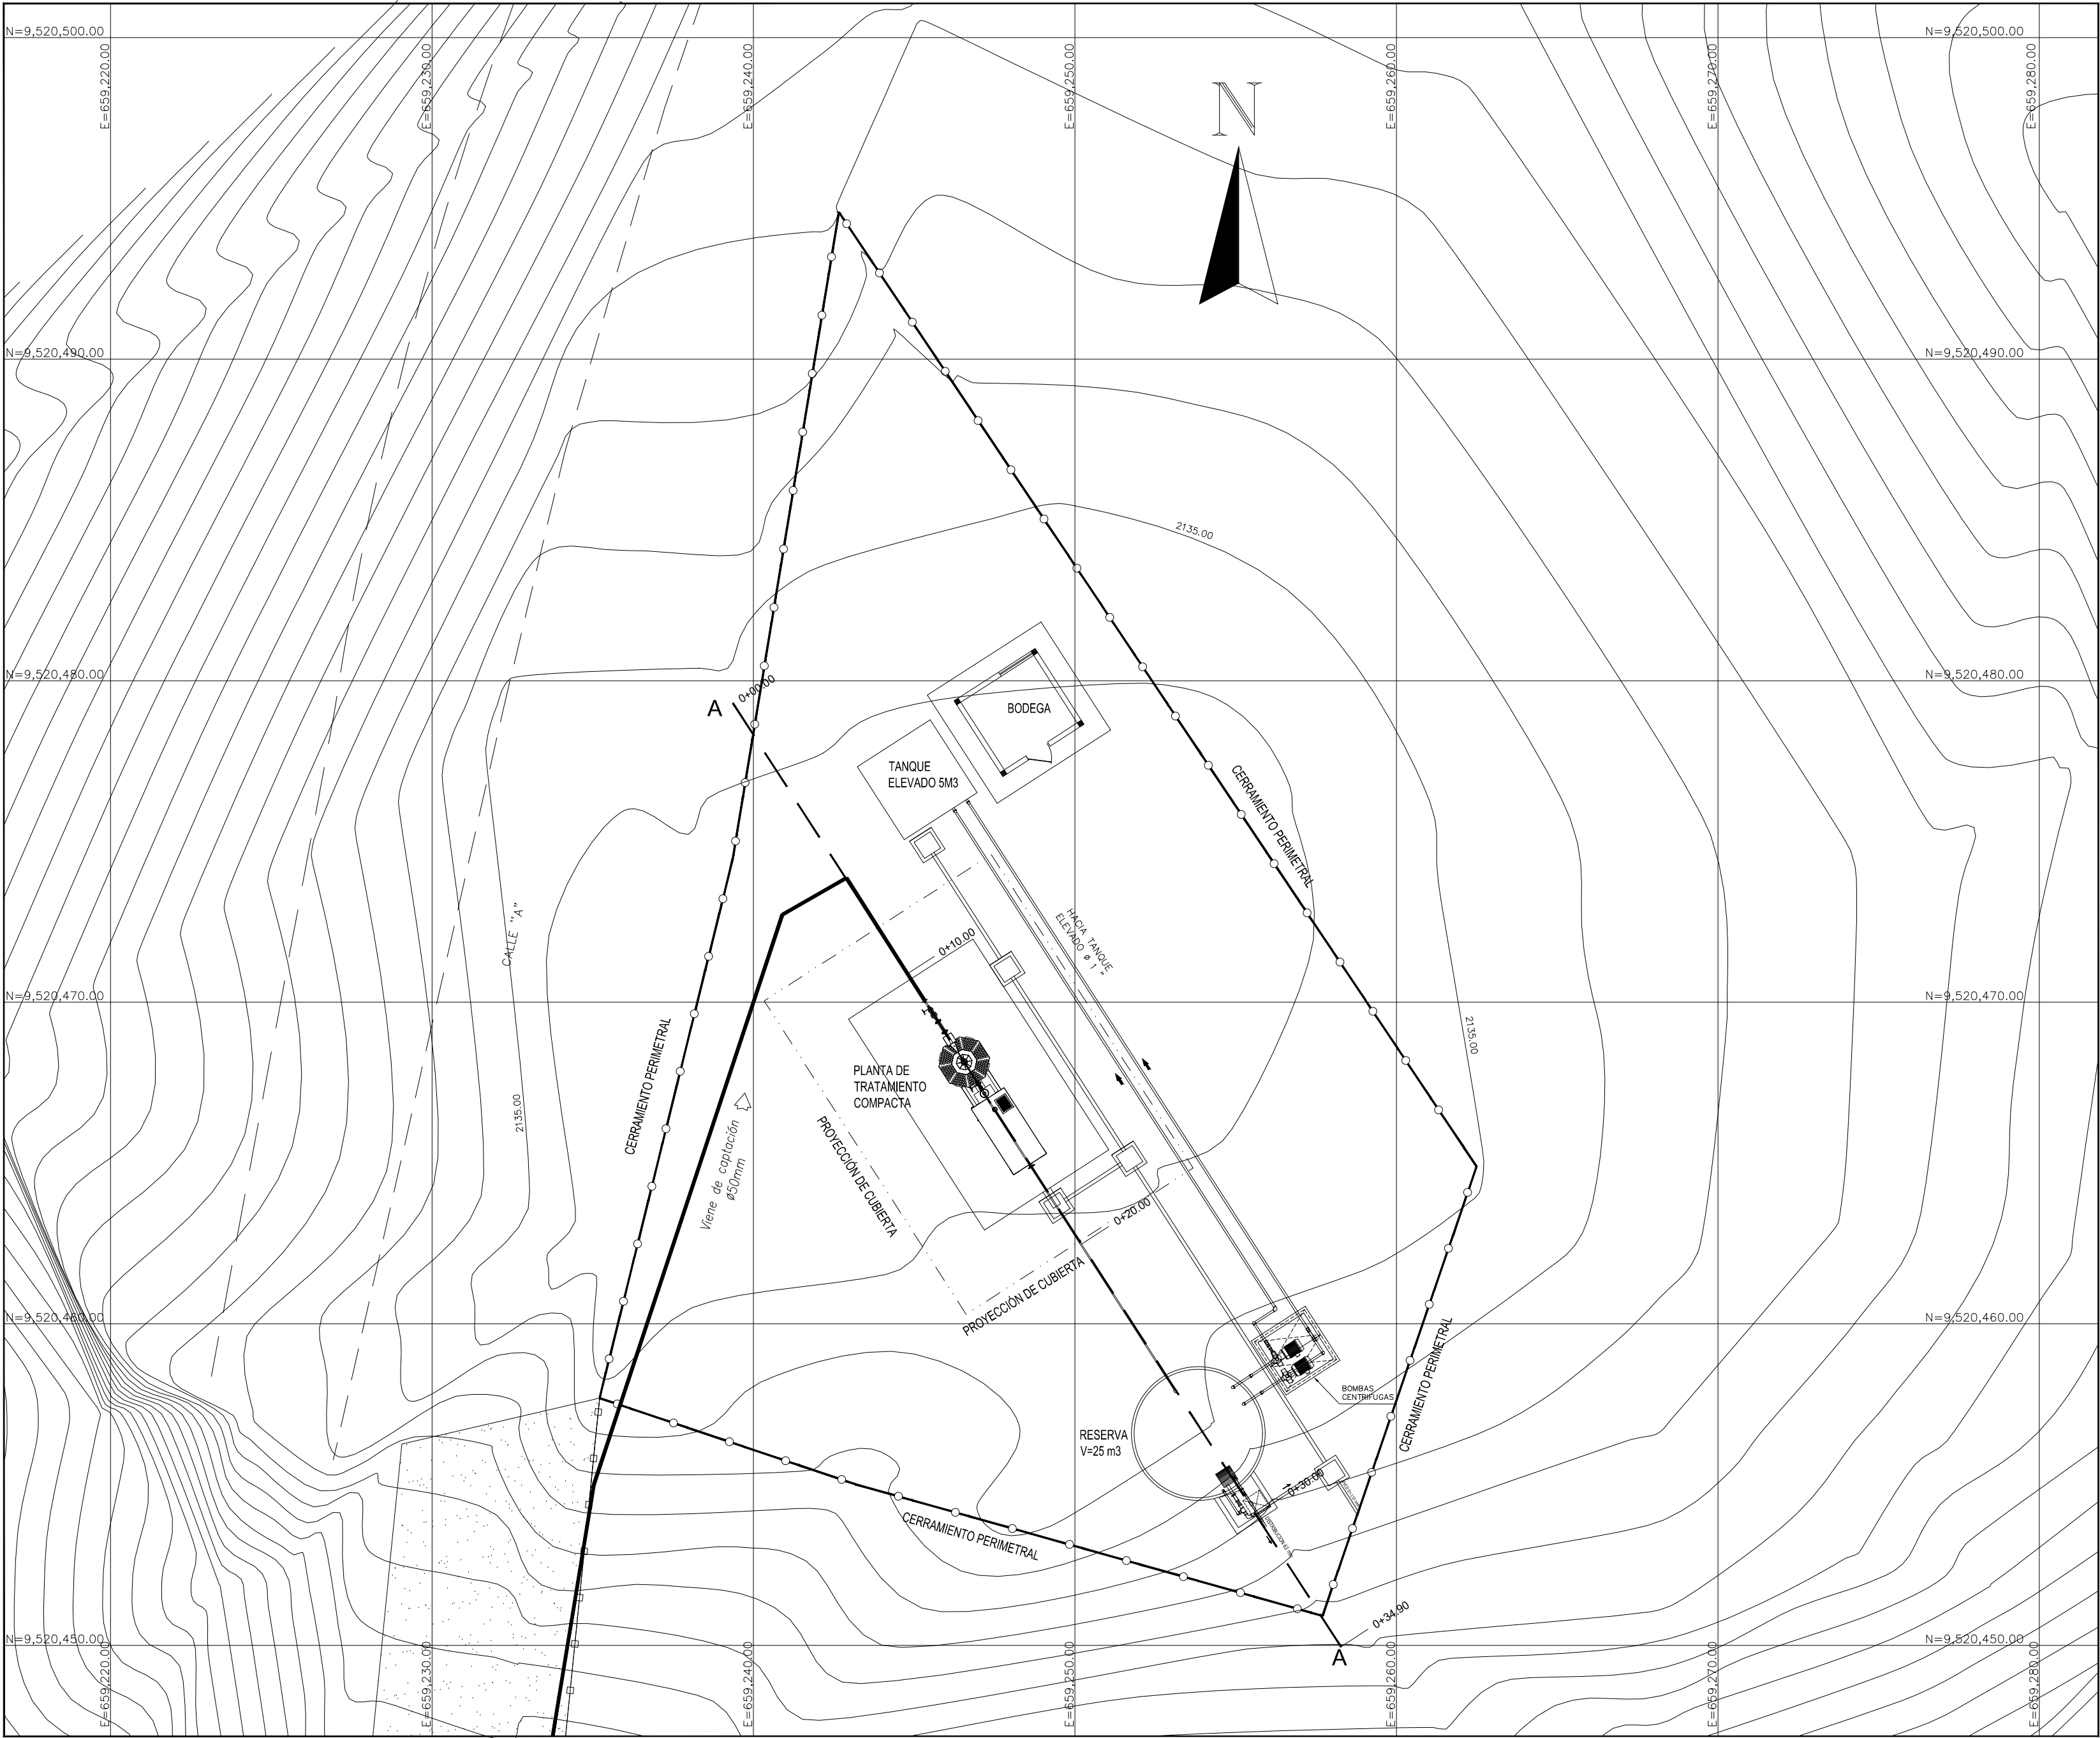 N=9,520,500.00
N=9,520,500.00
E=659,220.00
E=659,230.00
E=659,240.00
E=659,250.00
E=659,260.00
E=659,270.00
E=659,280.00
N
N=9,520,490.00
N=9,520,490.00
2135.00
N=9,520,480.00
N=9,520,480.00
A
0+00.00
BODEGA
TANQUE
ELEVADO 5M3
CERRAMIENTO PERIMETRAL
CALLE "A"
HACIA TANQUE
ELEVADO ø 1 "
0+10.00
N=9,520,470.00
N=9,520,470.00
2135.00
CERRAMIENTO PERIMETRAL
PLANTA DE
TRATAMIENTO
COMPACTA
2135.00
Viene de captación
ø50mm
PROYECCIÓN DE CUBIERTA
0+20.00
PROYECCIÓN DE CUBIERTA
N=9,520,460.00
N=9,520,460.00
CERRAMIENTO PERIMETRAL
BOMBAS
CENTRIFUGAS
RESERVA
V=25 m3
0+30.00
CERRAMIENTO PERIMETRAL
0+34.90
N=9,520,450.00
N=9,520,450.00
A
E=659,220.00
E=659,230.00
E=659,240.00
E=659,250.00
E=659,260.00
E=659,270.00
E=659,280.00